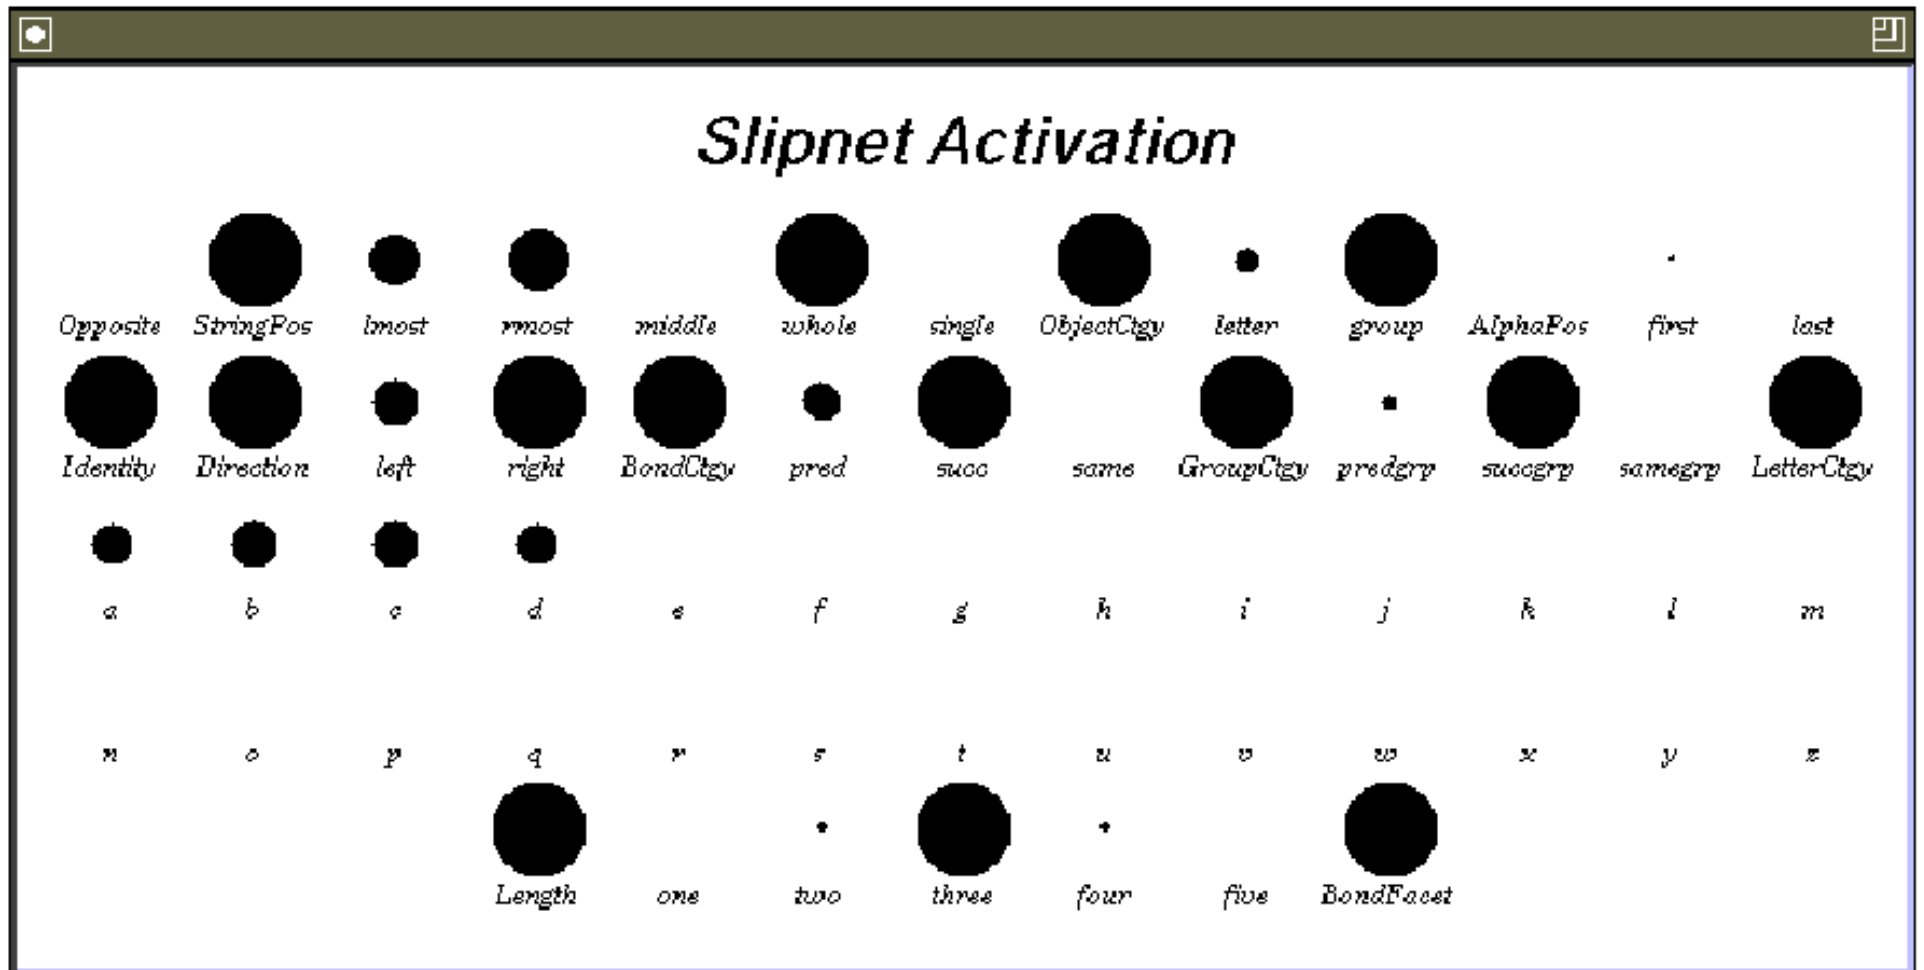 Slipnet Activation
Opposite StringPos lmost rmost middle whole single ObjectCtgy letter group AlphaPos first last
Identity Direction left right BondCtgy pred succ same GroupCtgy predgrp succgrp samegrp LetterCtgy
a b c d e f g h i j k l m
n o p q r s t u v w x y z
Length one two three four five BondFacet